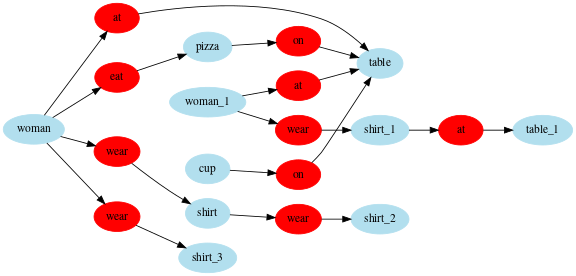 at
pizza
on
eat
table
woman_1
at
woman
wear
shirt_1
at
table_1
wear
cup
on
wear
shirt
wear
shirt_2
shirt_3